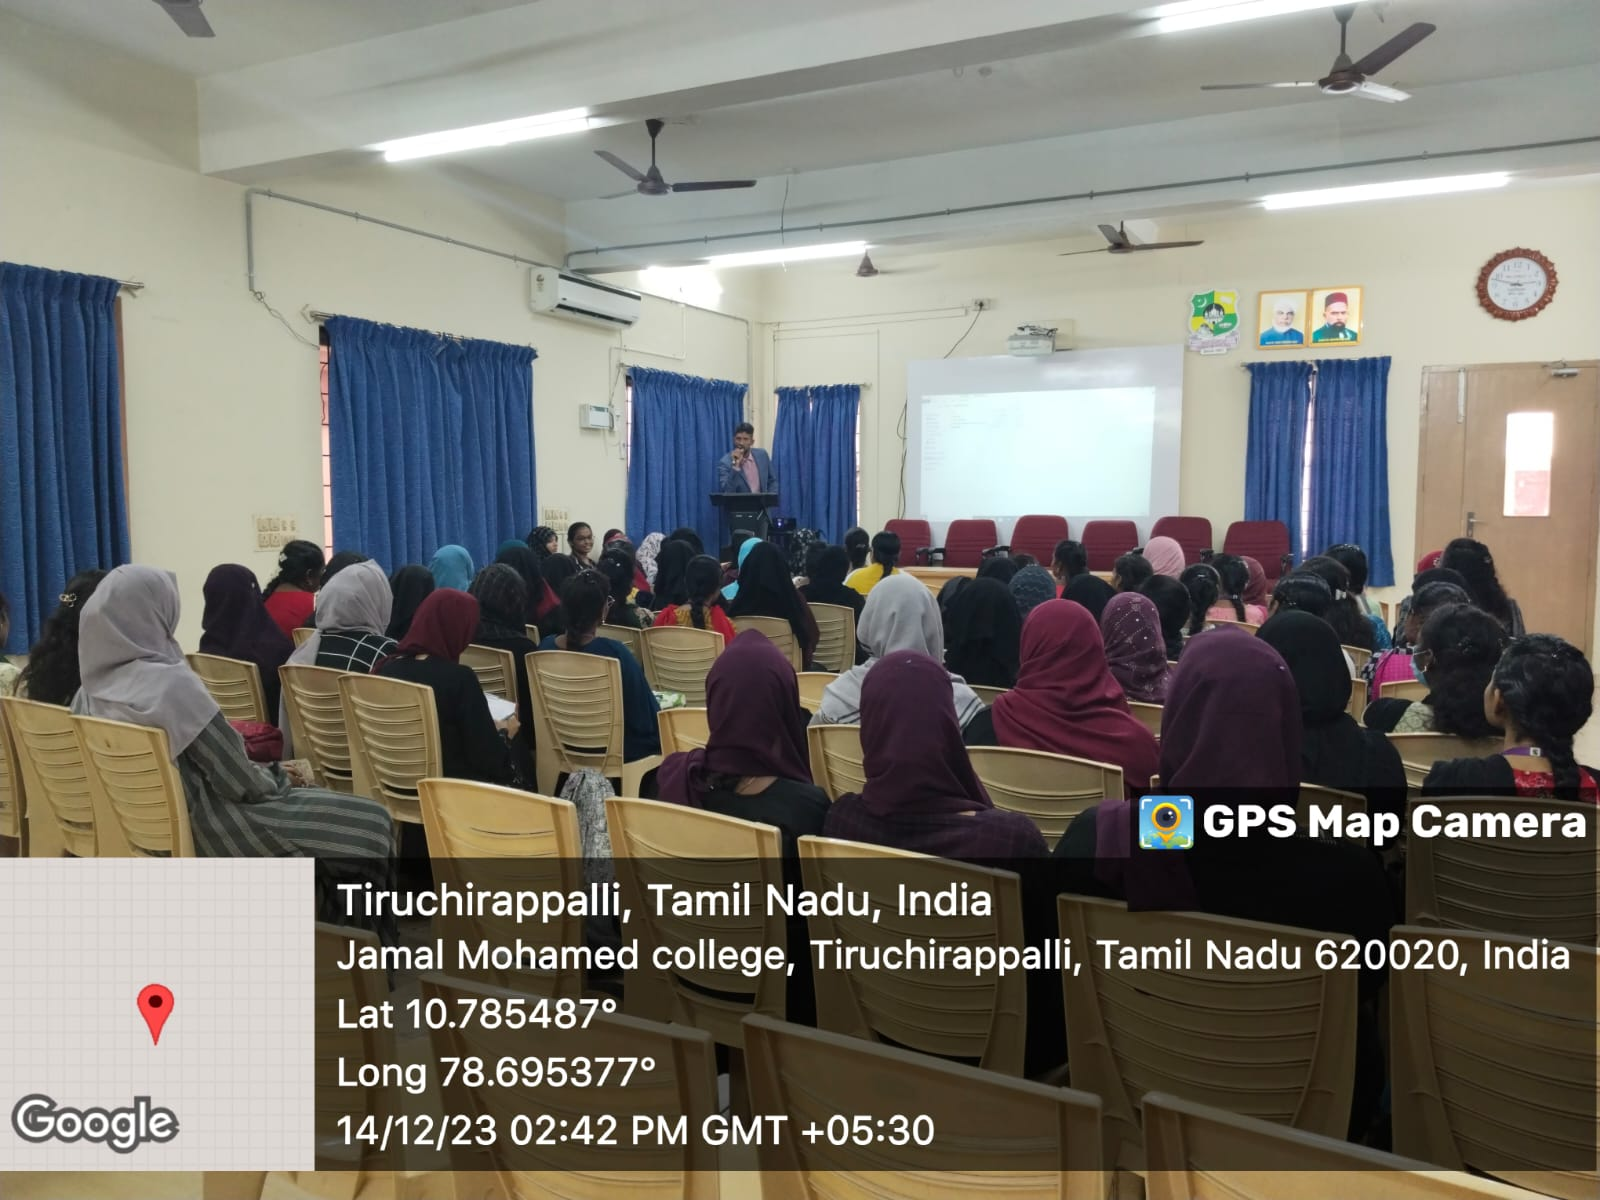 GPS Map Camera
Tiruchirappalli, Tamil Nadu, India
Jamal Mohamed college, Tiruchirappalli, Tamil Nadu 620020, India
Lat 10.785487°
Long 78.695377°
14/12/23 02:42 PM GMT +05:30
Google